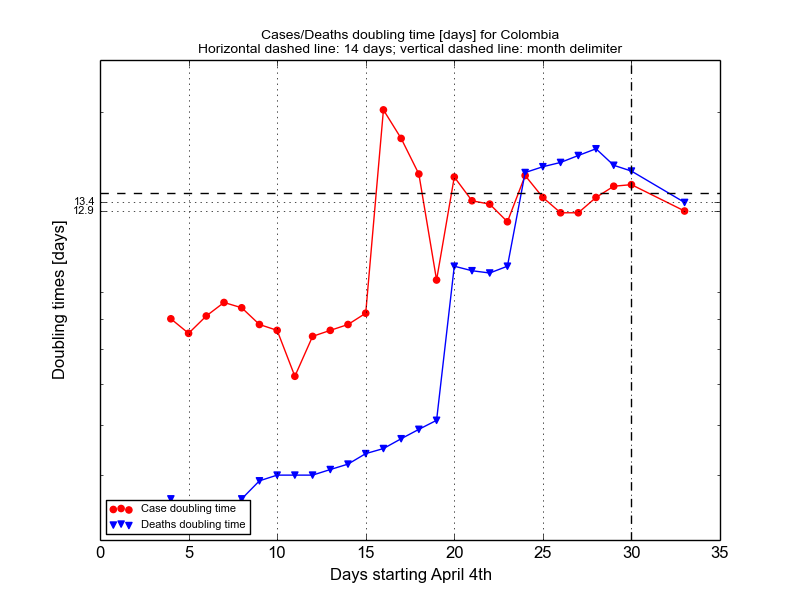 Cases/Deaths doubling time [days] for Colombia
Horizontal dashed line: 14 days; vertical dashed line: month delimiter
Doubling times [days]
13.4
12.9
Case doubling time
Deaths doubling time
0 5 10 15 20 25 30 35
Days starting April 4th